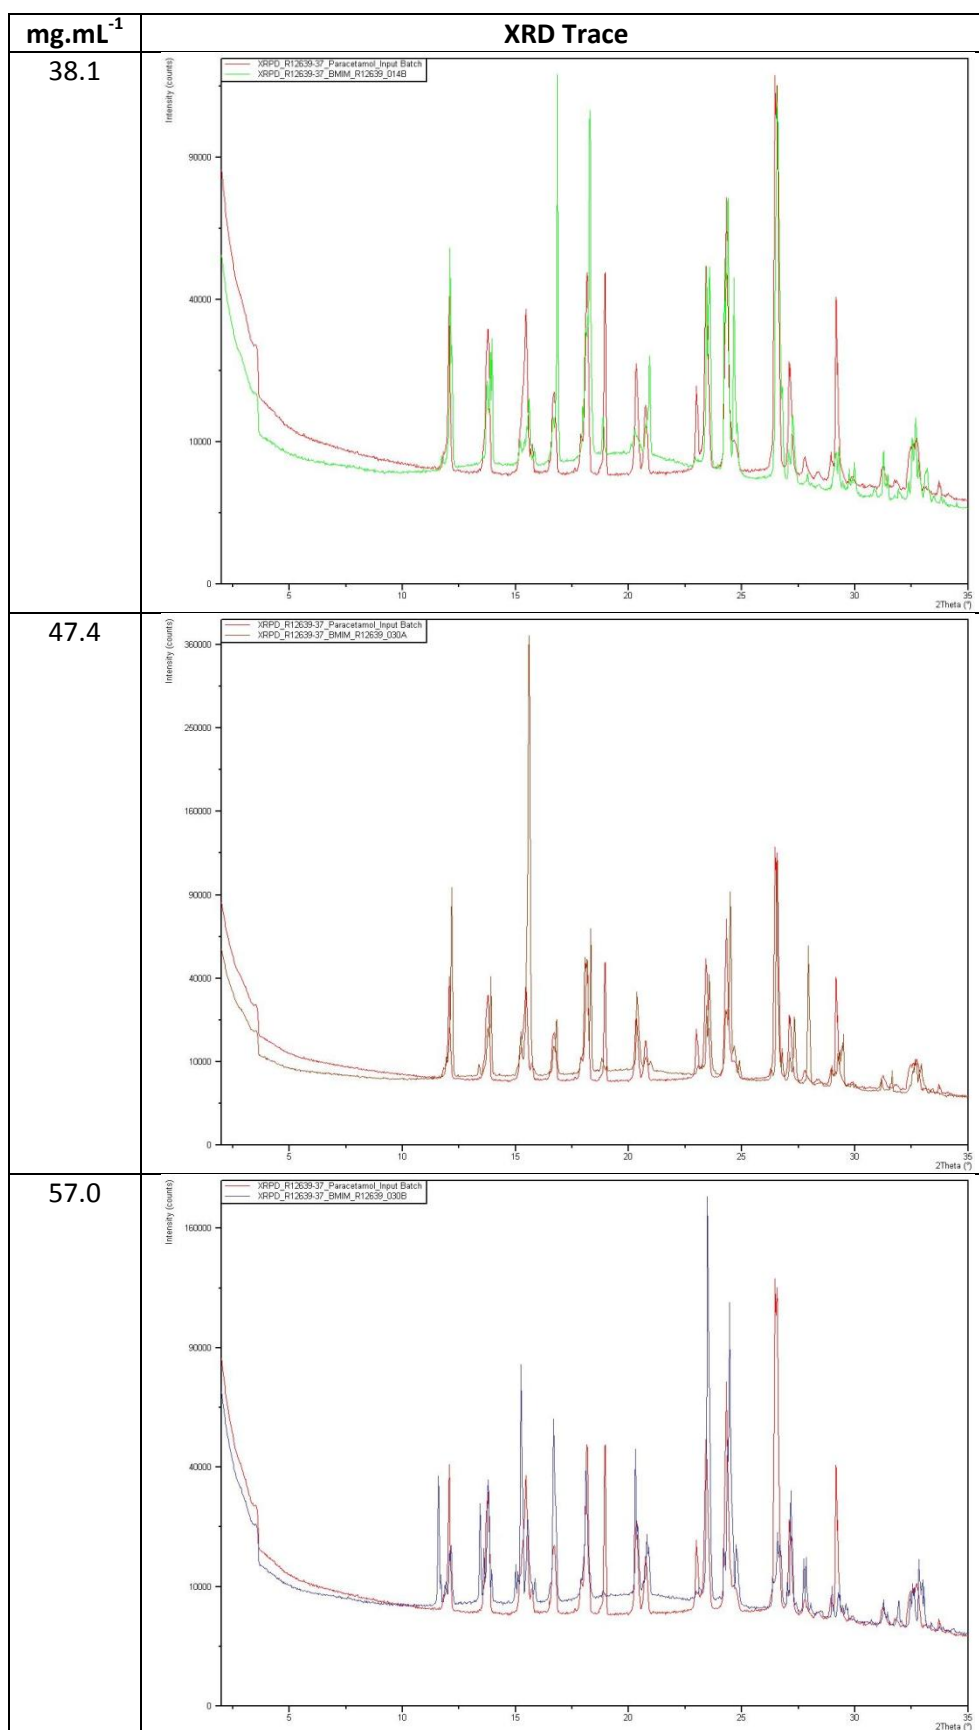 mg.mL-1 XRD Trace
38.1
Intensity (counts)
XRPD_R12639-37_Paracetamol_Input Batch
XRPD_R12639-37_BMIM_R12639_014B
90000
40000
10000
0
5 10 15 20 25 30 35
2Theta (°)
47.4
Intensity (counts)
XRPD_R12639-37_Paracetamol_Input Batch
XRPD_R12639-37_BMIM_R12639_030A
360000
250000
160000
90000
40000
10000
0
5 10 15 20 25 30 35
2Theta (°)
57.0
Intensity (counts)
XRPD_R12639-37_Paracetamol_Input Batch
XRPD_R12639-37_BMIM_R12639_030B
160000
90000
40000
10000
0
5 10 15 20 25 30 35
2Theta (°)